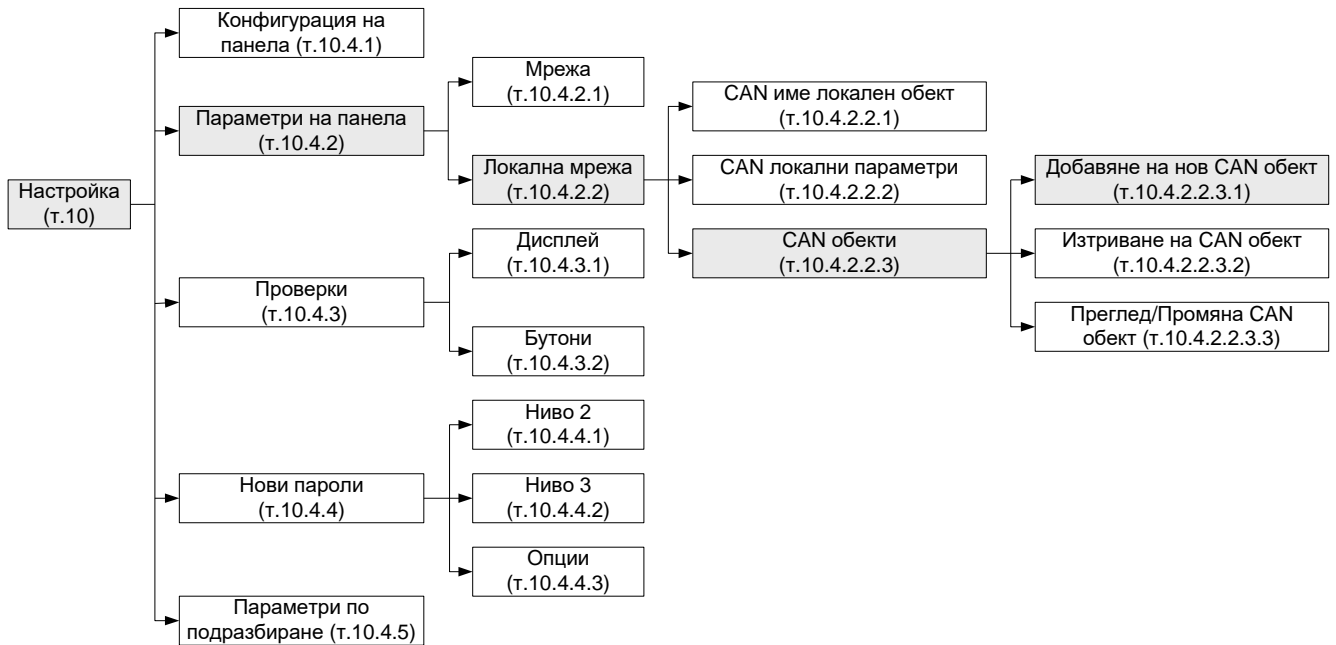 Конфигурация на
панела (т.10.4.1)
Мрежа
(т.10.4.2.1)
CAN име локален обект
(т.10.4.2.2.1)
Параметри на панела
(т.10.4.2)
Локална мрежа
(т.10.4.2.2)
CAN локални параметри
(т.10.4.2.2.2)
Добавяне на нов CAN обект
(т.10.4.2.2.3.1)
Настройка
(т.10)
Дисплей
(т.10.4.3.1)
CAN обекти
(т.10.4.2.2.3)
Изтриване на CAN обект
(т.10.4.2.2.3.2)
Проверки
(т.10.4.3)
Бутони
(т.10.4.3.2)
Преглед/Промяна CAN
обект (т.10.4.2.2.3.3)
Ниво 2
(т.10.4.4.1)
Нови пароли
(т.10.4.4)
Ниво 3
(т.10.4.4.2)
Опции
(т.10.4.4.3)
Параметри по
подразбиране (т.10.4.5)